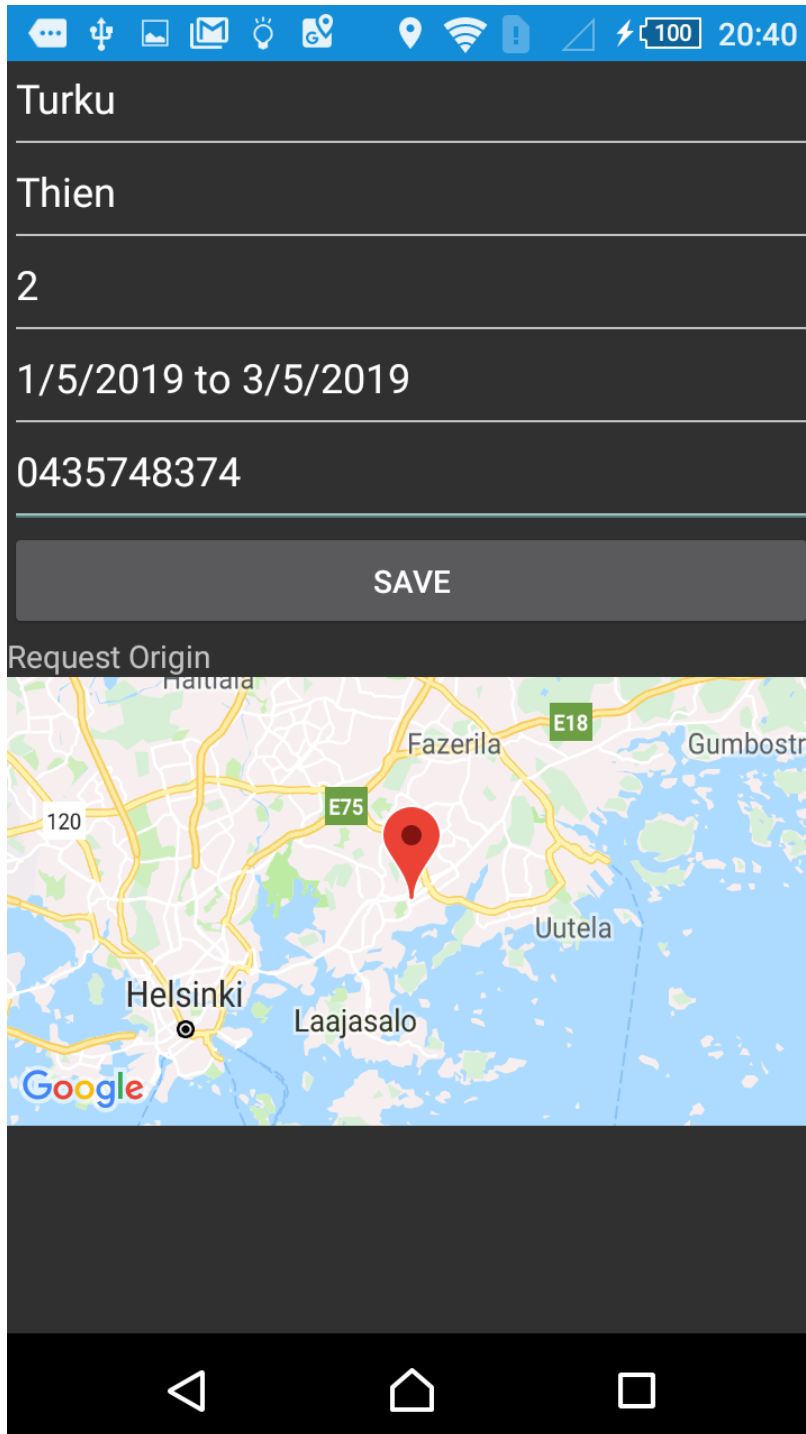 100 20:40
Turku
Thien
2
1/5/2019 to 3/5/2019
0435748374
SAVE
Request Origin
Haltiala
E18
Fazerila
Gumbostr
E75
120
Uutela
Helsinki
Laajasalo
Google